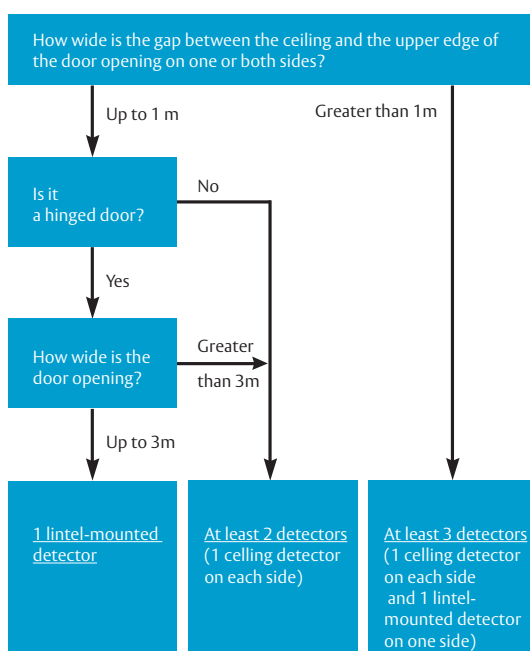 How wide is the gap between the ceiling and the upper edge of
the door opening on one or both sides?
Up to 1 m
Greater than 1m
Is it
a hinged door?
No
Yes
How wide is the
door opening?
Greater
than 3m
Up to 3m
1 lintel-mounted
detector
At least 2 detectors
(1 celling detector
on each side)
At least 3 detectors
(1 celling detector
on each side
and 1 lintel-
mounted detector
on one side)